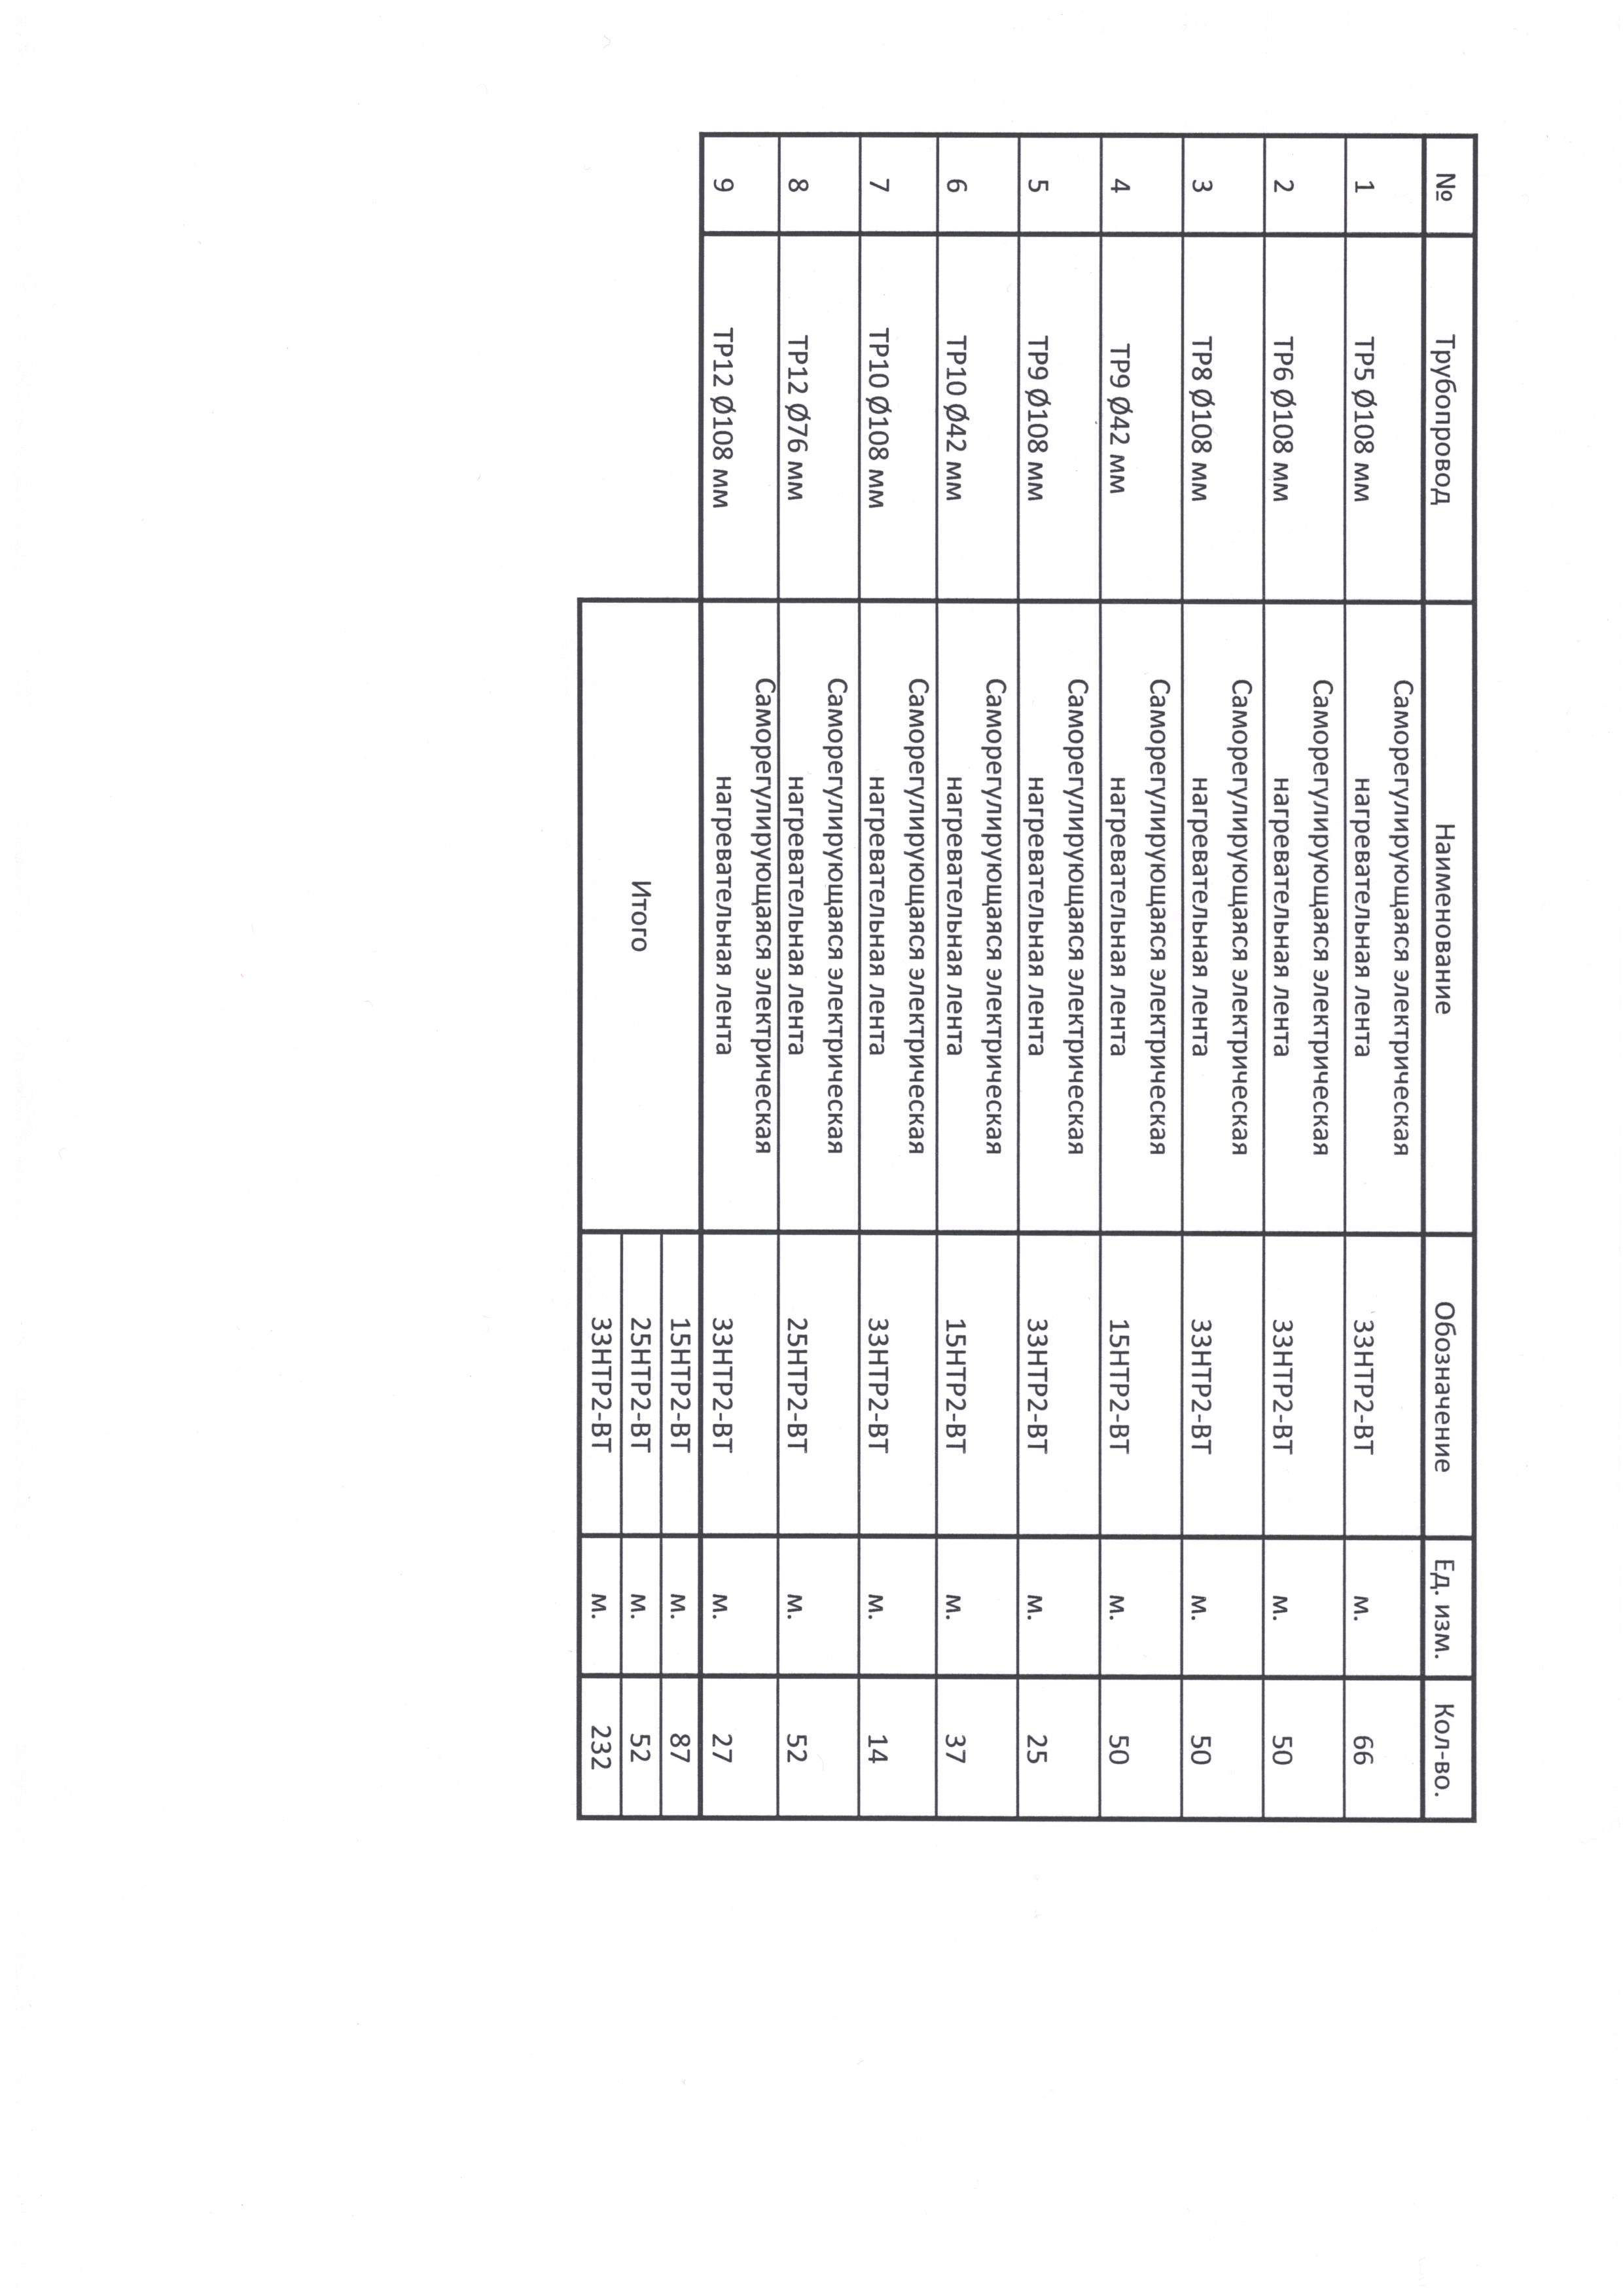 № Трубопровод Наименование Обозначение Ед. изм. Кол-во.
1 ТР5 Ø108 мм Саморегулирующаяся электрическая нагревательная лента 33НТР2-ВТ м. 66
2 ТР6 Ø108 мм Саморегулирующаяся электрическая нагревательная лента 33НТР2-ВТ м. 50
3 ТР8 Ø108 мм Саморегулирующаяся электрическая нагревательная лента 33НТР2-ВТ м. 50
4 ТР9 Ø42 мм Саморегулирующаяся электрическая нагревательная лента 15НТР2-ВТ м. 50
5 ТР9 Ø108 мм Саморегулирующаяся электрическая нагревательная лента 33НТР2-ВТ м. 25
6 ТР10 Ø42 мм Саморегулирующаяся электрическая нагревательная лента 15НТР2-ВТ м. 37
7 ТР10 Ø108 мм Саморегулирующаяся электрическая нагревательная лента 33НТР2-ВТ м. 14
8 ТР12 Ø76 мм Саморегулирующаяся электрическая нагревательная лента 25НТР2-ВТ м. 52
9 ТР12 Ø108 мм Саморегулирующаяся электрическая нагревательная лента 33НТР2-ВТ м. 27
Итого
15НТР2-ВТ м. 87
25НТР2-ВТ м. 52
33НТР2-ВТ м. 232